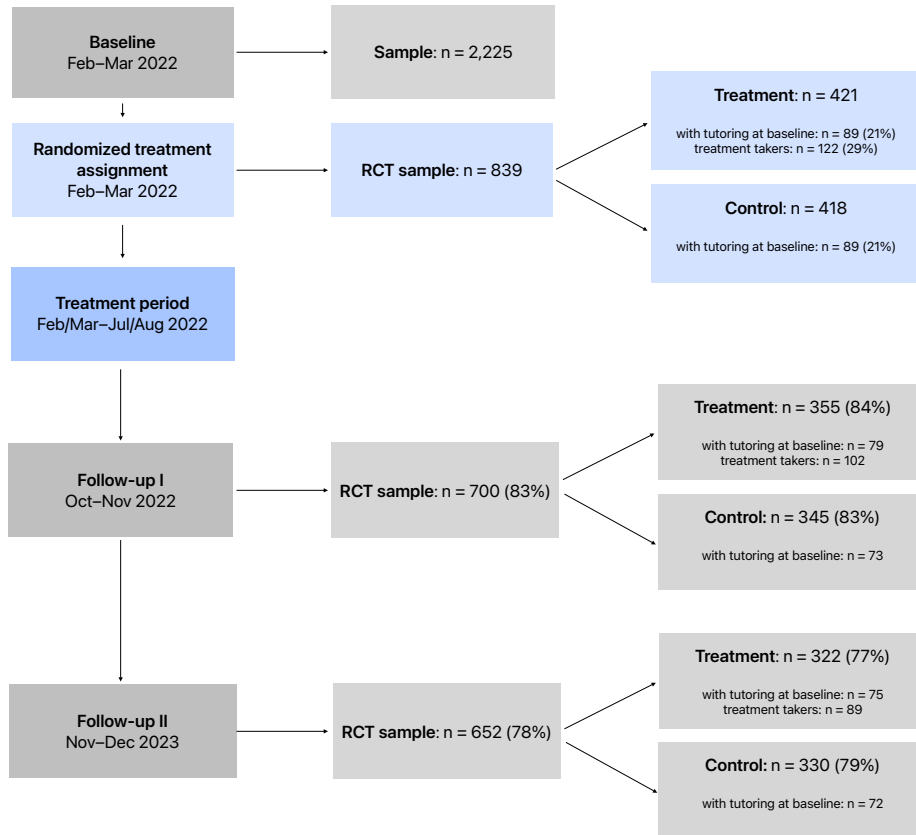 Baseline
Feb–Mar 2022
Sample: n = 2,225
Randomized treatment
assignment
Feb–Mar 2022
RCT sample: n = 839
Treatment: n = 421
with tutoring at baseline: n = 89 (21%)
treatment takers: n = 122 (29%)
Control: n = 418
with tutoring at baseline: n = 89 (21%)
Treatment period
Feb/Mar–Jul/Aug 2022
Follow-up I
Oct–Nov 2022
RCT sample: n = 700 (83%)
Treatment: n = 355 (84%)
with tutoring at baseline: n = 79
treatment takers: n = 102
Control: n = 345 (83%)
with tutoring at baseline: n = 73
Follow-up II
Nov–Dec 2023
RCT sample: n = 652 (78%)
Treatment: n = 322 (77%)
with tutoring at baseline: n = 75
treatment takers: n = 89
Control: n = 330 (79%)
with tutoring at baseline: n = 72